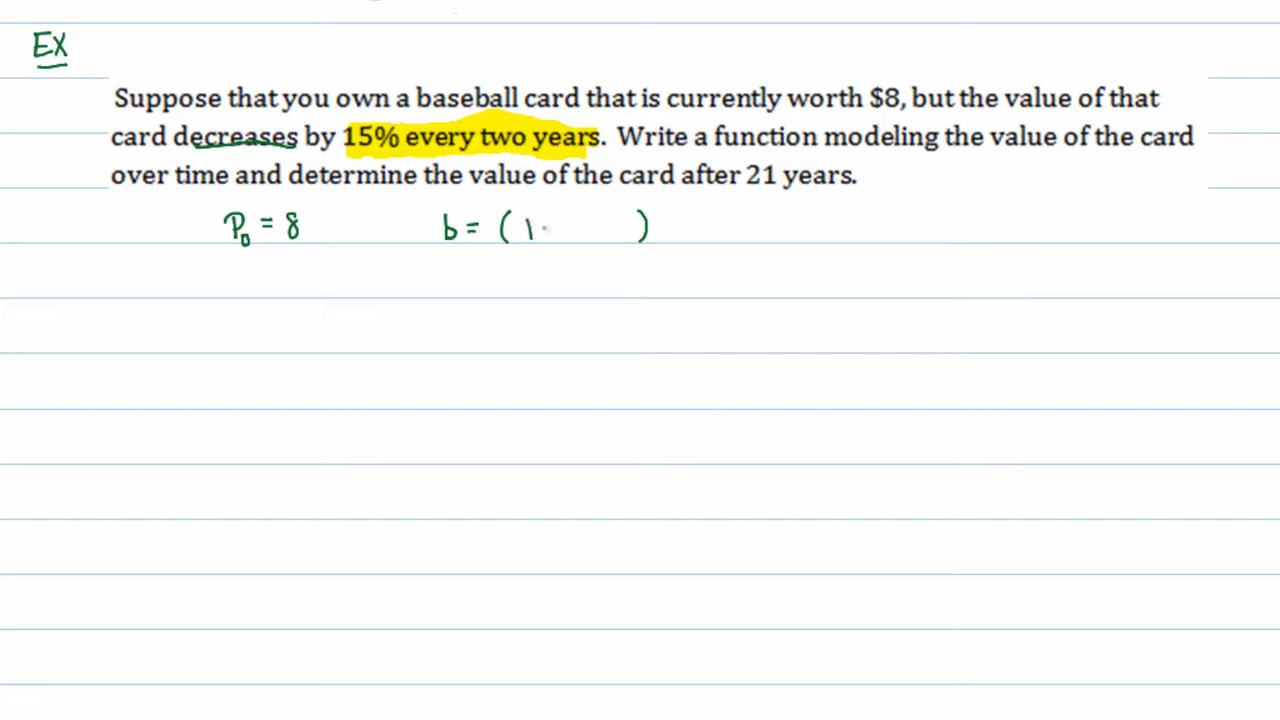 EX
Suppose that you own a baseball card that is currently worth $8, but the value of that
card decreases by 15% every two years. Write a function modeling the value of the card
over time and determine the value of the card after 21 years.
P₀ = 8 b = ( 1 )